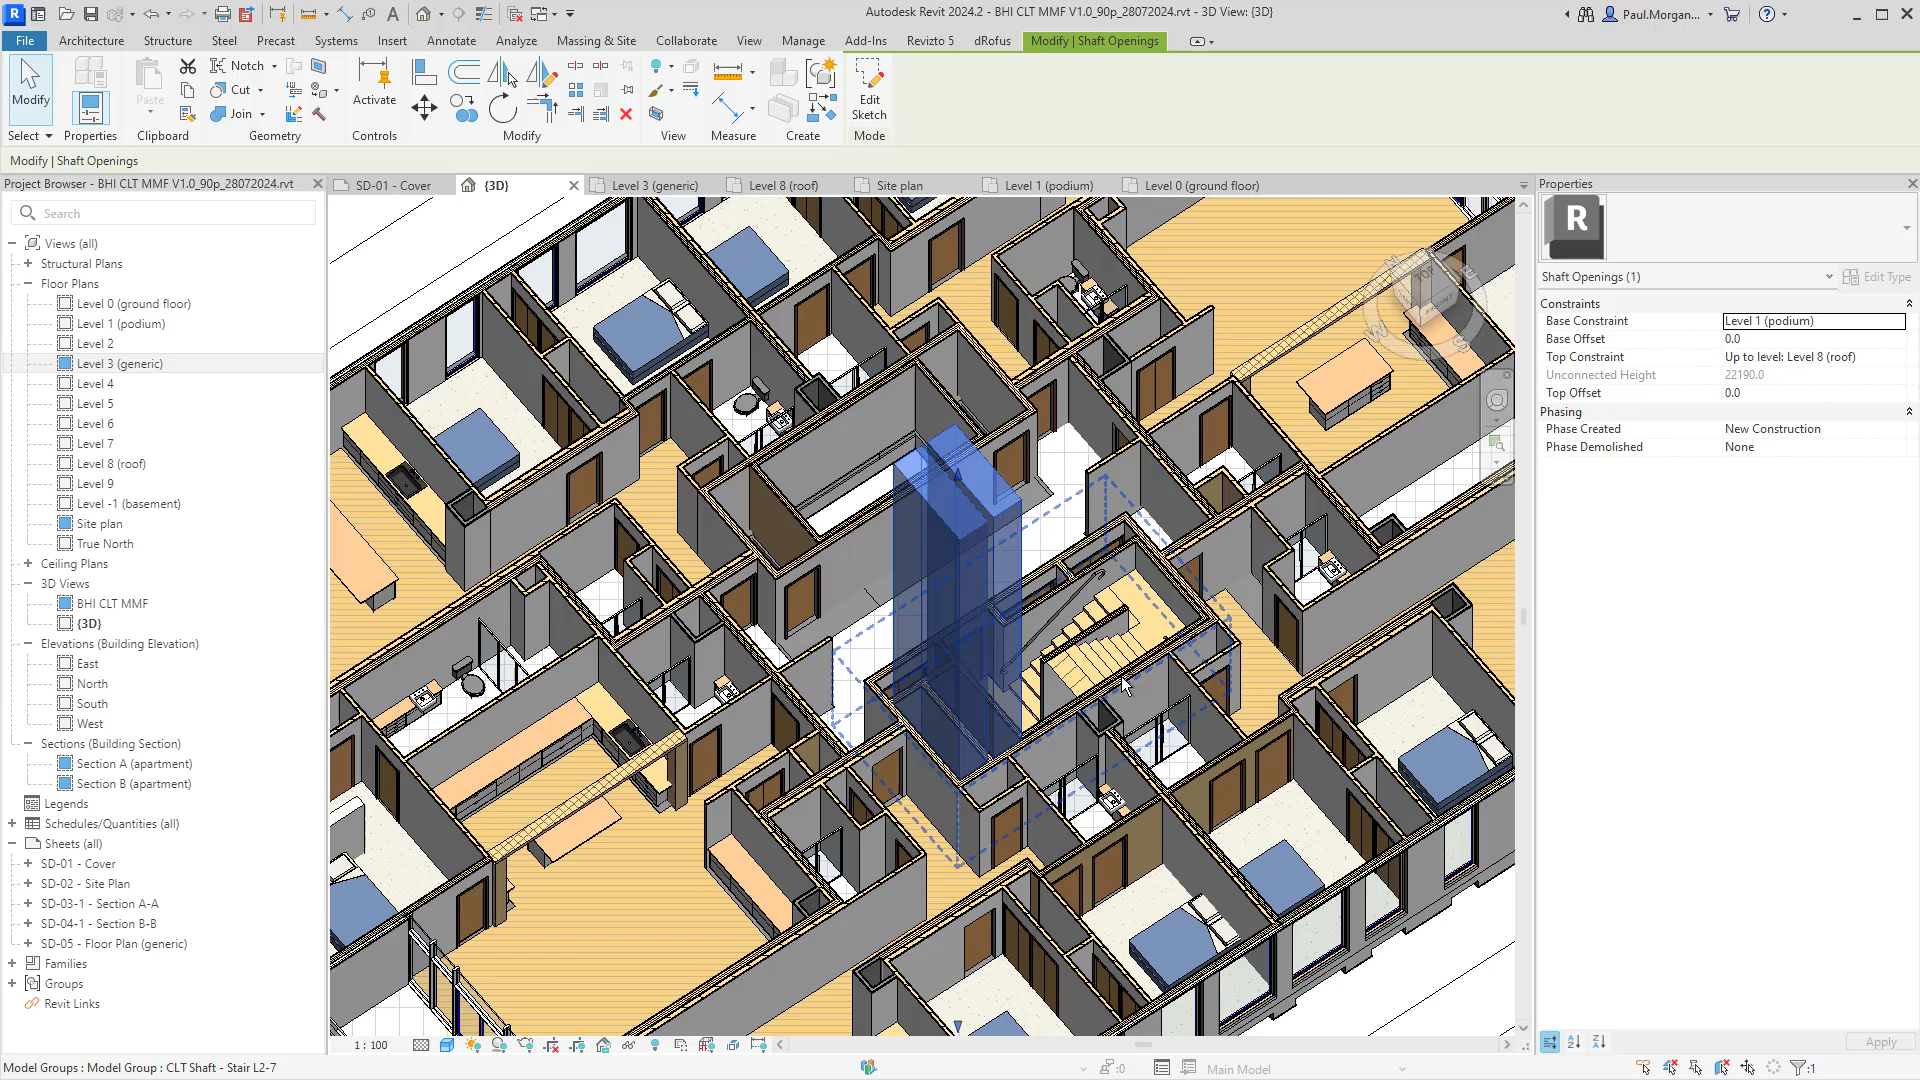 Autodesk Revit 2024.2 - BHI CLT MMF V1.0_90p_28072024.rvt - 3D View: {3D}
Paul.Morgan...
File Architecture Structure Steel Precast Systems Insert Annotate Analyze Massing & Site Collaborate View Manage Add-Ins Revizto 5 dRofus Modify | Shaft Openings
Modify
Paste
Notch
Cut
Join
Activate
Edit
Sketch
Select Properties Clipboard Geometry Controls Modify View Measure Create Mode
Modify | Shaft Openings
Project Browser - BHI CLT MMF V1.0_90p_28072024.rvt
SD-01 - Cover
{3D}
Level 3 (generic)
Level 8 (roof)
Site plan
Level 1 (podium)
Level 0 (ground floor)
Properties
Search
Views (all)
Structural Plans
Floor Plans
Level 0 (ground floor)
Level 1 (podium)
Level 2
Level 3 (generic)
Level 4
Level 5
Level 6
Level 7
Level 8 (roof)
Level 9
Level -1 (basement)
Site plan
True North
Ceiling Plans
3D Views
BHI CLT MMF
{3D}
Elevations (Building Elevation)
East
North
South
West
Sections (Building Section)
Section A (apartment)
Section B (apartment)
Legends
Schedules/Quantities (all)
Sheets (all)
SD-01 - Cover
SD-02 - Site Plan
SD-03-1 - Section A-A
SD-04-1 - Section B-B
SD-05 - Floor Plan (generic)
Families
Groups
Revit Links
R
Shaft Openings (1)
Edit Type
Constraints
Base Constraint Level 1 (podium)
Base Offset 0.0
Top Constraint Up to level: Level 8 (roof)
Unconnected Height 22190.0
Top Offset 0.0
Phasing
Phase Created New Construction
Phase Demolished None
Apply
1 : 100
Model Groups : Model Group : CLT Shaft - Stair L2-7
:0
Main Model
:1